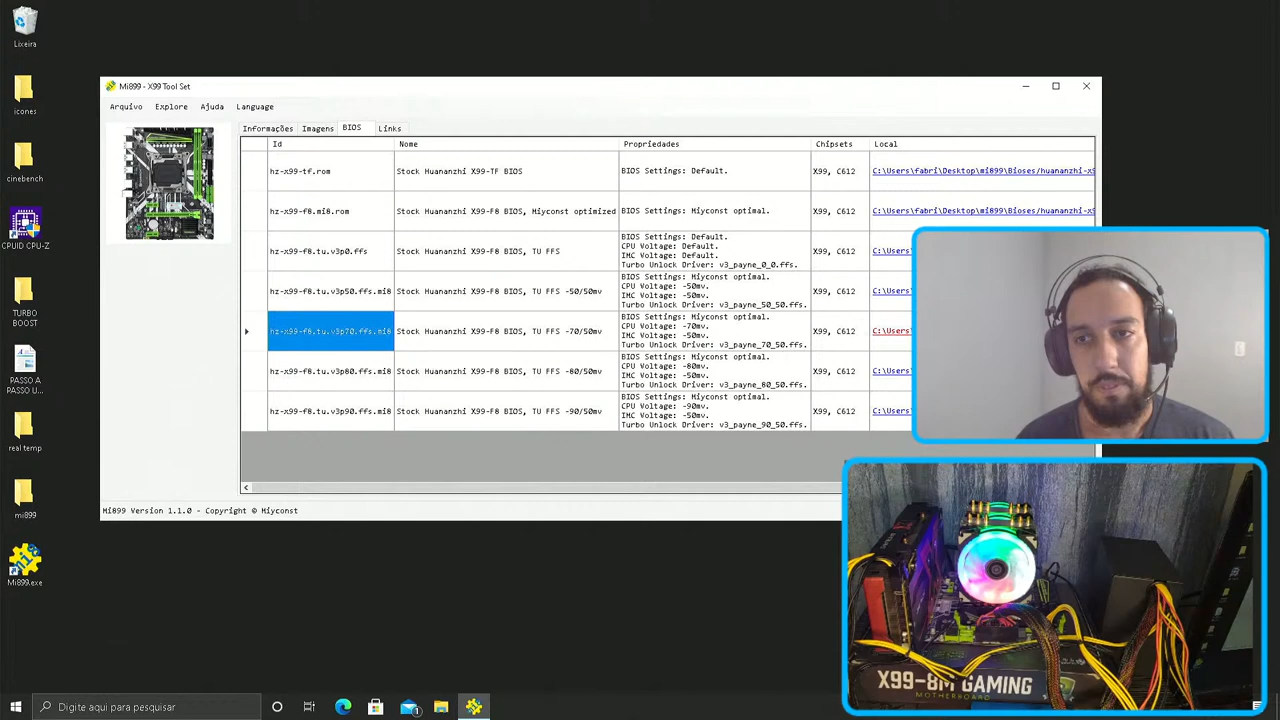 Lixeira
icones
cinebench
CPUID CPU-Z
TURBO
BOOST
PASSO A
PASSO U...
real temp
mi899
Mi899.exe
Mi899 - X99 Tool Set
Arquivo Explore Ajuda Language
Informações Imagens BIOS Links
Id Nome Propriedades Chipsets Local
hz-x99-tf.rom Stock Huananzhi X99-TF BIOS BIOS Settings: Default. X99, C612 C:\Users\fabri\Desktop\mi899\Bioses/huananzhi-x9
hz-x99-f8.mi8.rom Stock Huananzhi X99-F8 BIOS, Miyconst optimized BIOS Settings: Miyconst optimal. X99, C612 C:\Users\fabri\Desktop\mi899\Bioses/huananzhi-x9
BIOS Settings: Default.
CPU Voltage: Default.
hz-x99-f8.tu.v3p0.ffs Stock Huananzhi X99-F8 BIOS, TU FFS X99, C612 C:\Us
IMC Voltage: Default.
Turbo Unlock Driver: v3_payne_0_0.ffs.
BIOS Settings: Miyconst optimal.
CPU Voltage: -50mv.
hz-x99-f8.tu.v3p50.ffs.mi8 Stock Huananzhi X99-F8 BIOS, TU FFS -50/50mv X99, C612 C:\Us
IMC Voltage: -50mv.
Turbo Unlock Driver: v3_payne_50_50.ffs.
BIOS Settings: Miyconst optimal.
CPU Voltage: -70mv.
hz-x99-f8.tu.v3p70.ffs.mi8 Stock Huananzhi X99-F8 BIOS, TU FFS -70/50mv X99, C612 C:\Users
IMC Voltage: -50mv.
Turbo Unlock Driver: v3_payne_70_50.ffs.
BIOS Settings: Miyconst optimal.
CPU Voltage: -80mv.
hz-x99-f8.tu.v3p80.ffs.mi8 Stock Huananzhi X99-F8 BIOS, TU FFS -80/50mv X99, C612 C:\Us
IMC Voltage: -50mv.
Turbo Unlock Driver: v3_payne_80_50.ffs.
BIOS Settings: Miyconst optimal.
CPU Voltage: -90mv.
hz-x99-f8.tu.v3p90.ffs.mi8 Stock Huananzhi X99-F8 BIOS, TU FFS -90/50mv X99, C612 C:\Us
IMC Voltage: -50mv.
Turbo Unlock Driver: v3_payne_90_50.ffs.
Mi899 Version 1.1.0 - Copyright © Miyconst
X99-8M GAMING
MOTHERBOARD
Digite aqui para pesquisar